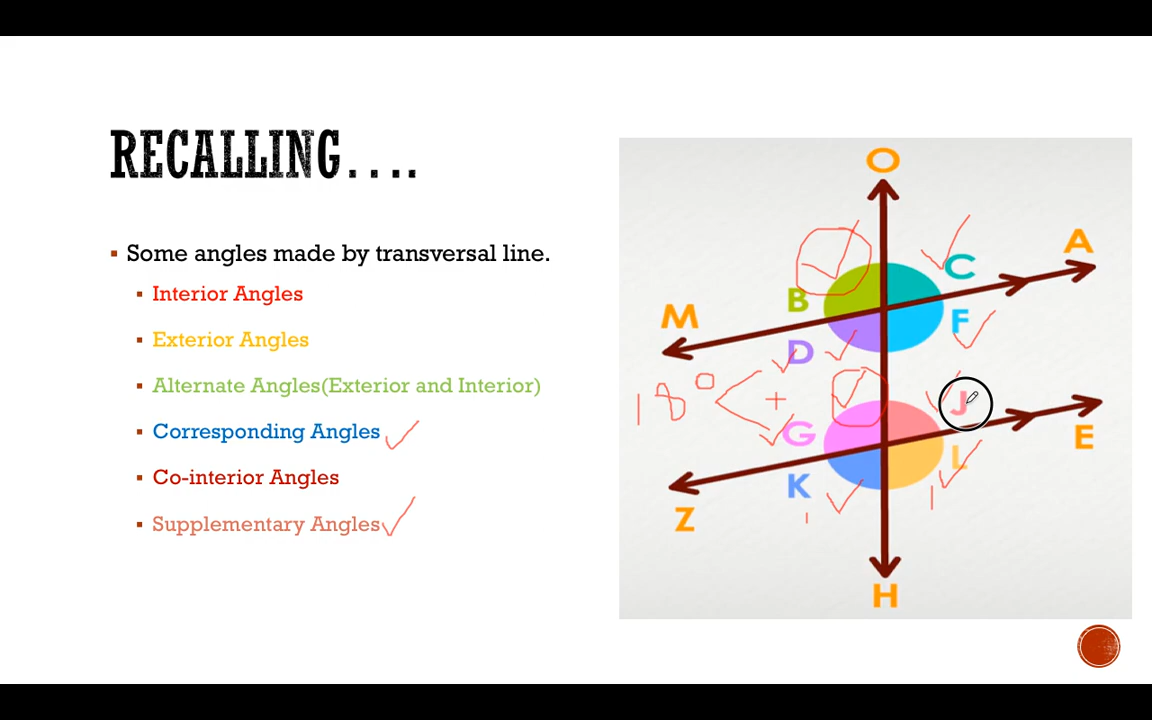 RECALLING....
Some angles made by transversal line.
Interior Angles
Exterior Angles
Alternate Angles(Exterior and Interior)
Corresponding Angles
Co-interior Angles
Supplementary Angles
O
A
C
B
M
F
D
18° < +
J
G
E
L
K
Z
H